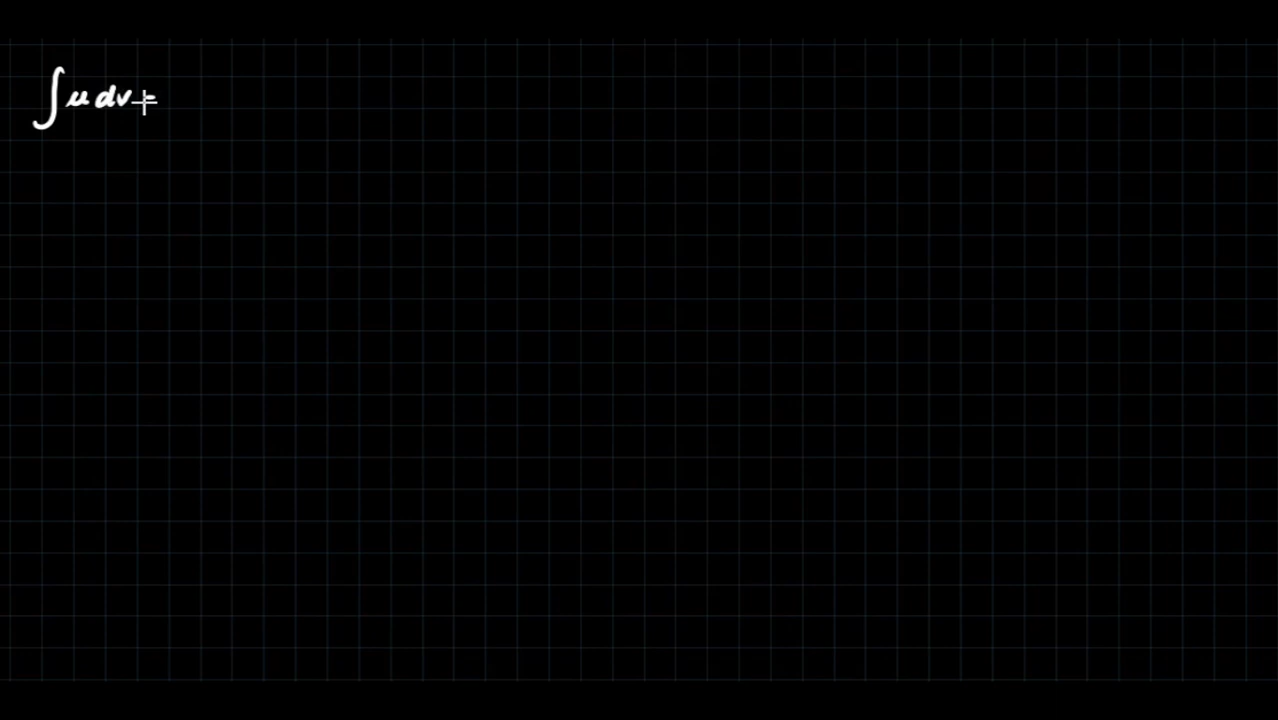 ∫ u dv =